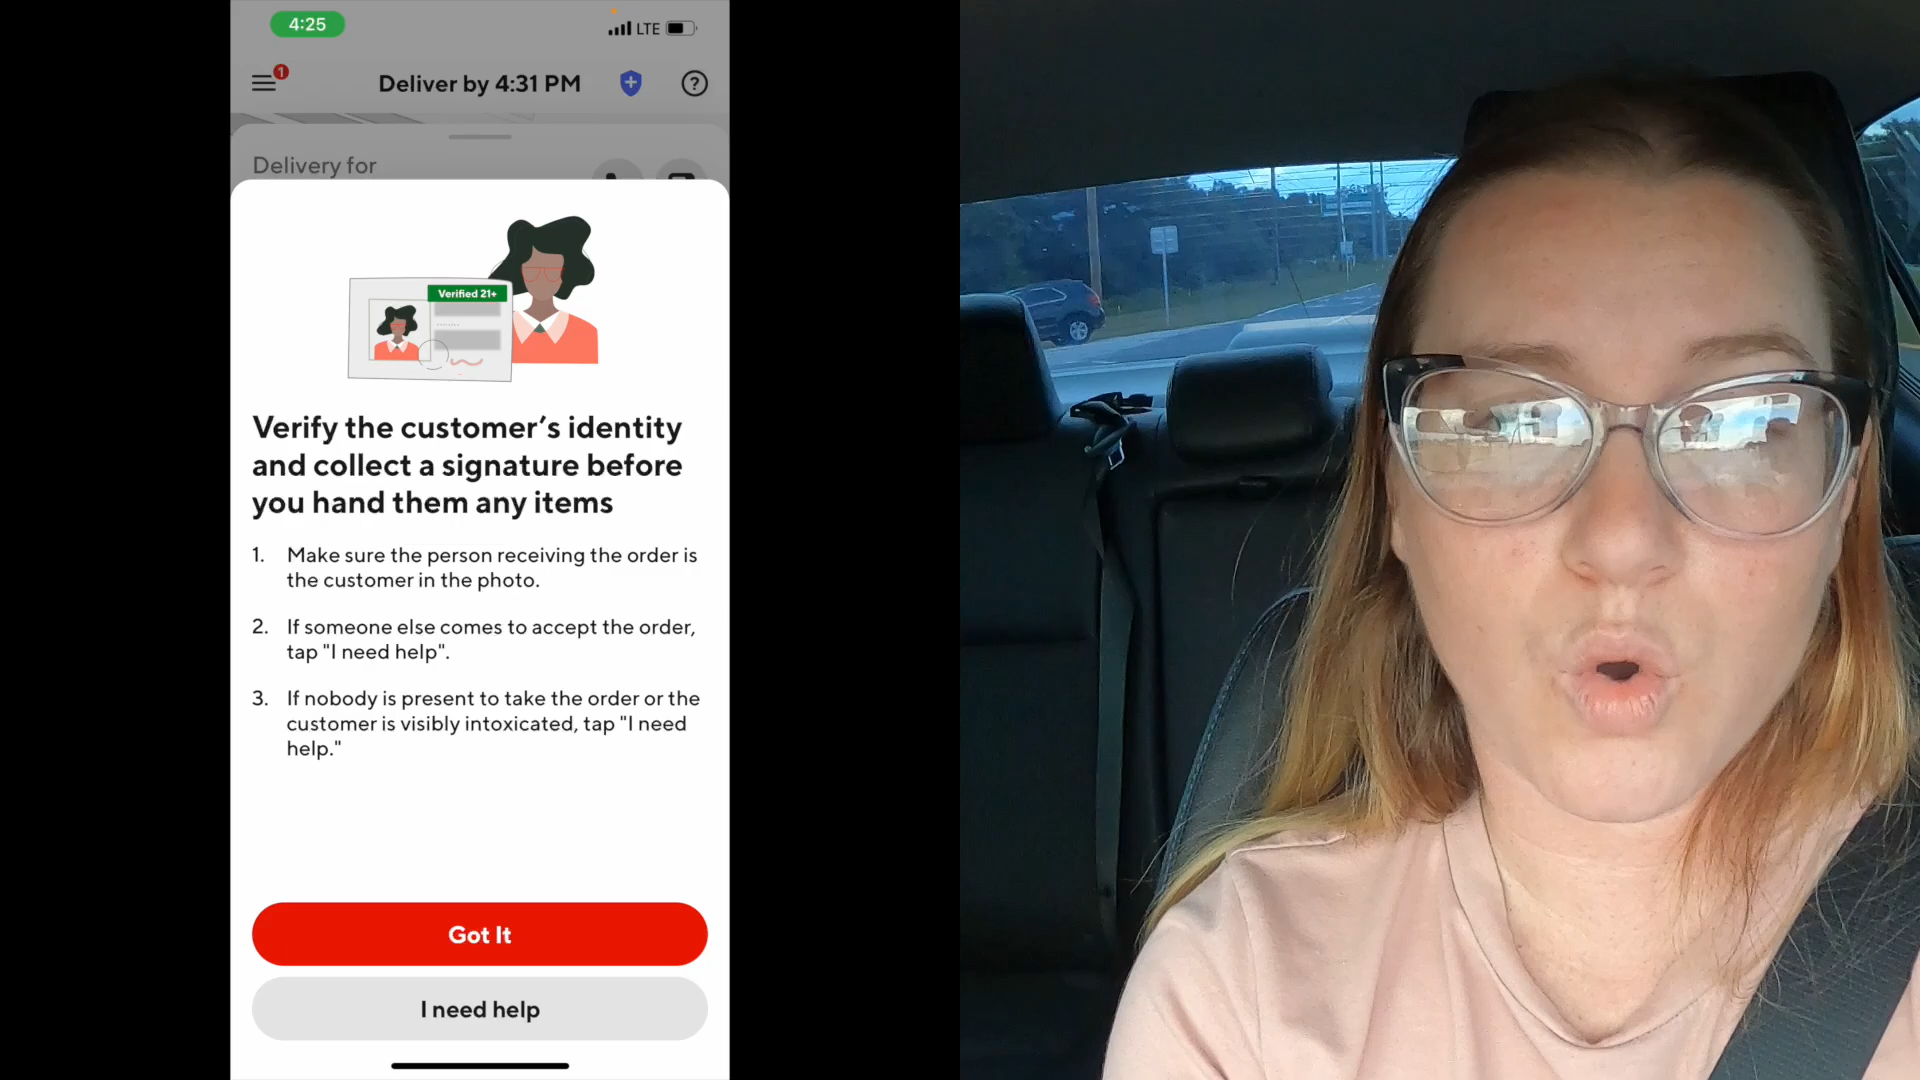 4:25
LTE
1
Deliver by 4:31 PM
?
Delivery for
Verified 21+
Verify the customer’s identity
and collect a signature before
you hand them any items
1. Make sure the person receiving the order is
the customer in the photo.
2. If someone else comes to accept the order,
tap "I need help".
3. If nobody is present to take the order or the
customer is visibly intoxicated, tap "I need
help."
Got It
I need help